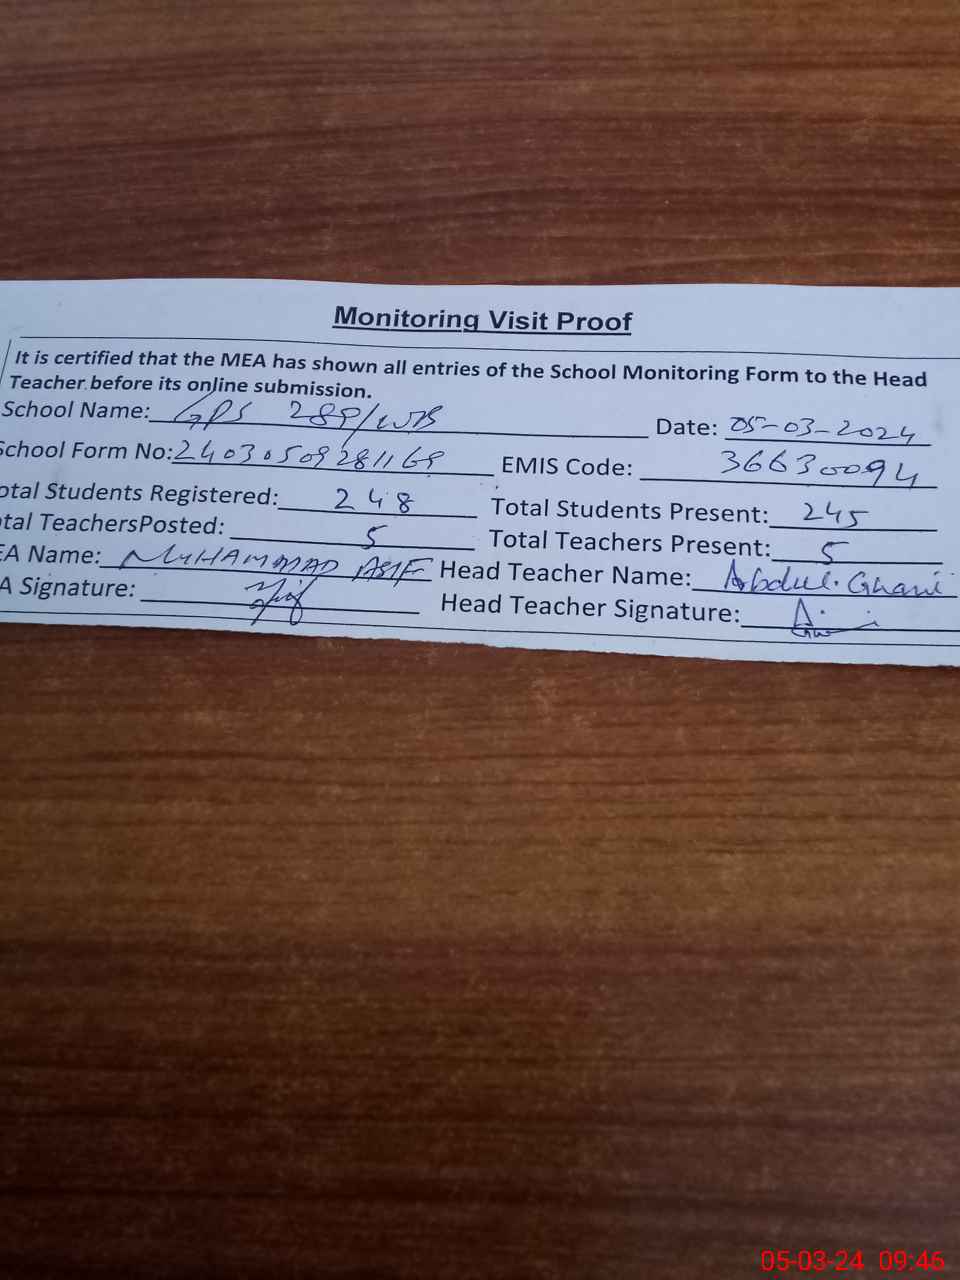 Monitoring Visit Proof
It is certified that the MEA has shown all entries of the School Monitoring Form to the Head
Teacher before its online submission.
School Name: GPS 289/WB Date: 05-03-2024
School Form No: 24030509281169 EMIS Code: 36630094
otal Students Registered: 248 Total Students Present: 245
tal TeachersPosted: 5 Total Teachers Present: 5
EA Name: MUHAMMAD ASIF Head Teacher Name: Abdul Ghani
A Signature: Head Teacher Signature:
05-03-24 09:46